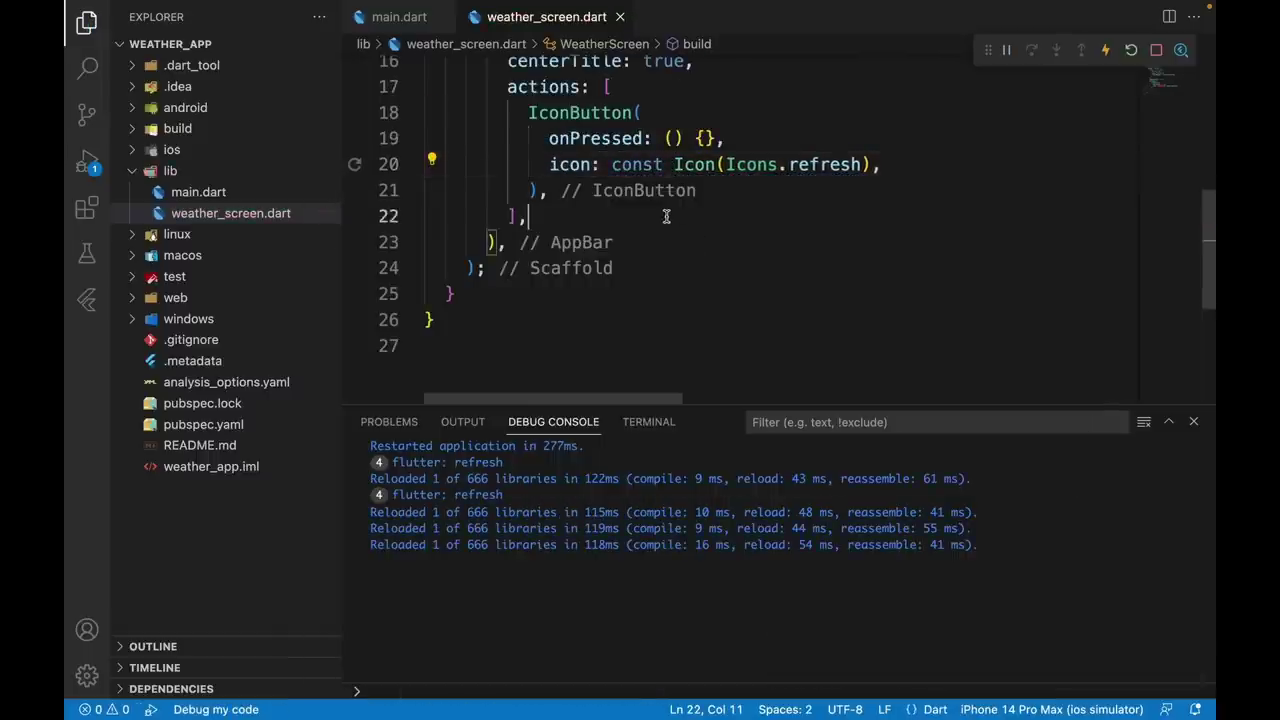 EXPLORER
main.dart
weather_screen.dart
WEATHER_APP
lib
weather_screen.dart
WeatherScreen
build
.dart_tool
.idea
android
build
ios
1
lib
main.dart
weather_screen.dart
linux
macos
test
web
windows
.gitignore
.metadata
analysis_options.yaml
pubspec.lock
pubspec.yaml
README.md
weather_app.iml
OUTLINE
TIMELINE
DEPENDENCIES
16 centerTitle: true,
17 actions: [
18 IconButton(
19 onPressed: () {},
20 icon: const Icon(Icons.refresh),
21 ), // IconButton
22 ],
23 ), // AppBar
24 ); // Scaffold
25 }
26 }
27
PROBLEMS
OUTPUT
DEBUG CONSOLE
TERMINAL
Filter (e.g. text, !exclude)
Restarted application in 277ms.
4 flutter: refresh
Reloaded 1 of 666 libraries in 122ms (compile: 9 ms, reload: 43 ms, reassemble: 61 ms).
4 flutter: refresh
Reloaded 1 of 666 libraries in 115ms (compile: 10 ms, reload: 48 ms, reassemble: 41 ms).
Reloaded 1 of 666 libraries in 119ms (compile: 9 ms, reload: 44 ms, reassemble: 55 ms).
Reloaded 1 of 666 libraries in 118ms (compile: 16 ms, reload: 54 ms, reassemble: 41 ms).
0 0
Debug my code
Ln 22, Col 11
Spaces: 2
UTF-8
LF
{} Dart
iPhone 14 Pro Max (ios simulator)